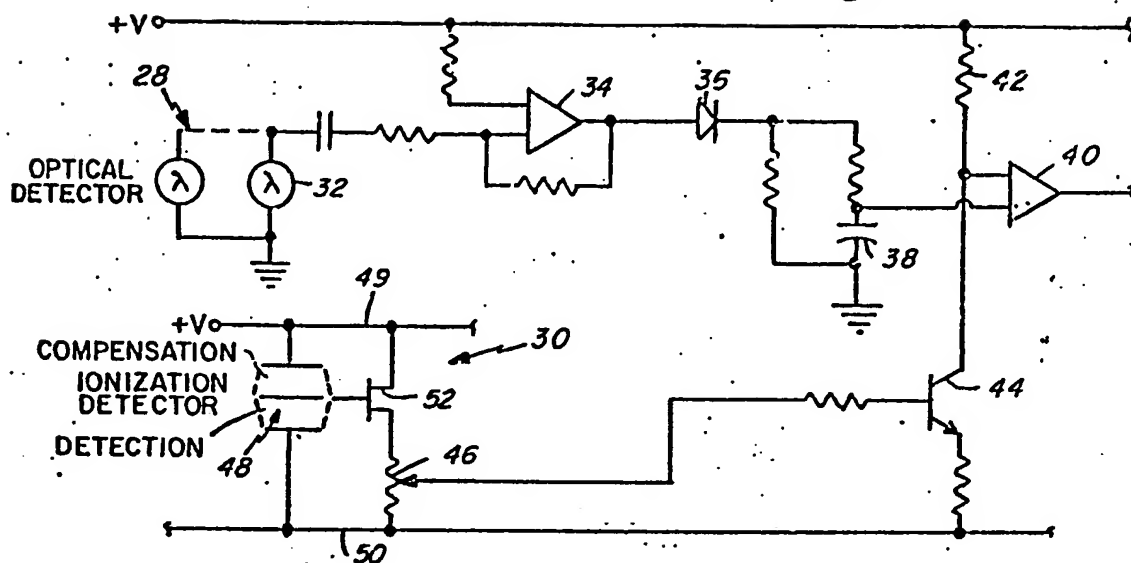 +V
28
34
35
42
OPTICAL
DETECTOR
λ
λ
32
40
38
49
+V
30
COMPENSATION
IONIZATION
DETECTOR
52
44
DETECTION
48
46
50